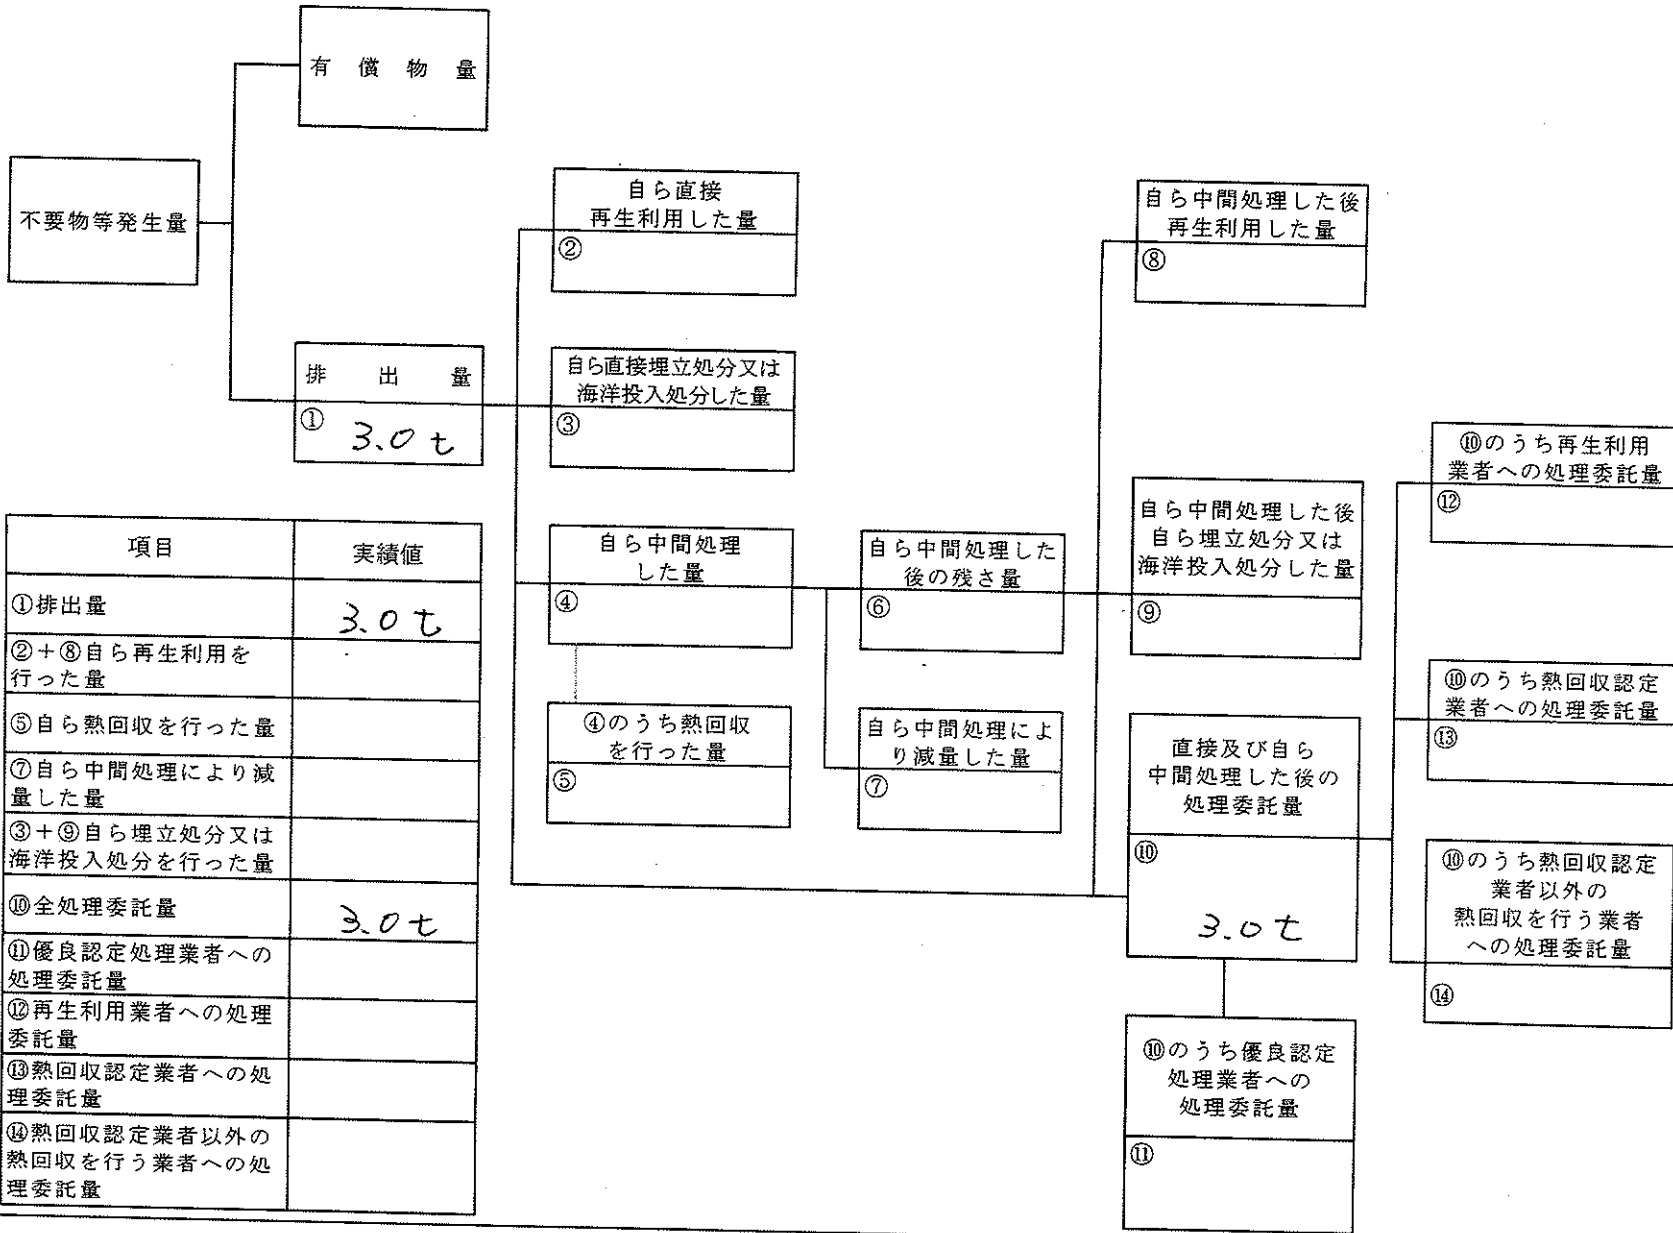 有償物量
不要物等発生量
排出量
① 3.0 t
自ら直接
再生利用した量
②
自ら直接埋立処分又は
海洋投入処分した量
③
自ら中間処理
した量
④
④のうち熱回収
を行った量
⑤
自ら中間処理した
後の残さ量
⑥
自ら中間処理によ
り減量した量
⑦
自ら中間処理した後
再生利用した量
⑧
自ら中間処理した後
自ら埋立処分又は
海洋投入処分した量
⑨
直接及び自ら
中間処理した後の
処理委託量
⑩
3.0 t
⑩のうち優良認定
処理業者への
処理委託量
⑪
⑩のうち再生利用
業者への処理委託量
⑫
⑩のうち熱回収認定
業者への処理委託量
⑬
⑩のうち熱回収認定
業者以外の
熱回収を行う業者
への処理委託量
⑭
項目 実績値
①排出量 3.0 t
②+⑧自ら再生利用を
行った量
⑤自ら熱回収を行った量
⑦自ら中間処理により減
量した量
③+⑨自ら埋立処分又は
海洋投入処分を行った量
⑩全処理委託量 3.0 t
⑪優良認定処理業者への
処理委託量
⑫再生利用業者への処理
委託量
⑬熱回収認定業者への処
理委託量
⑭熱回収認定業者以外の
熱回収を行う業者への処
理委託量